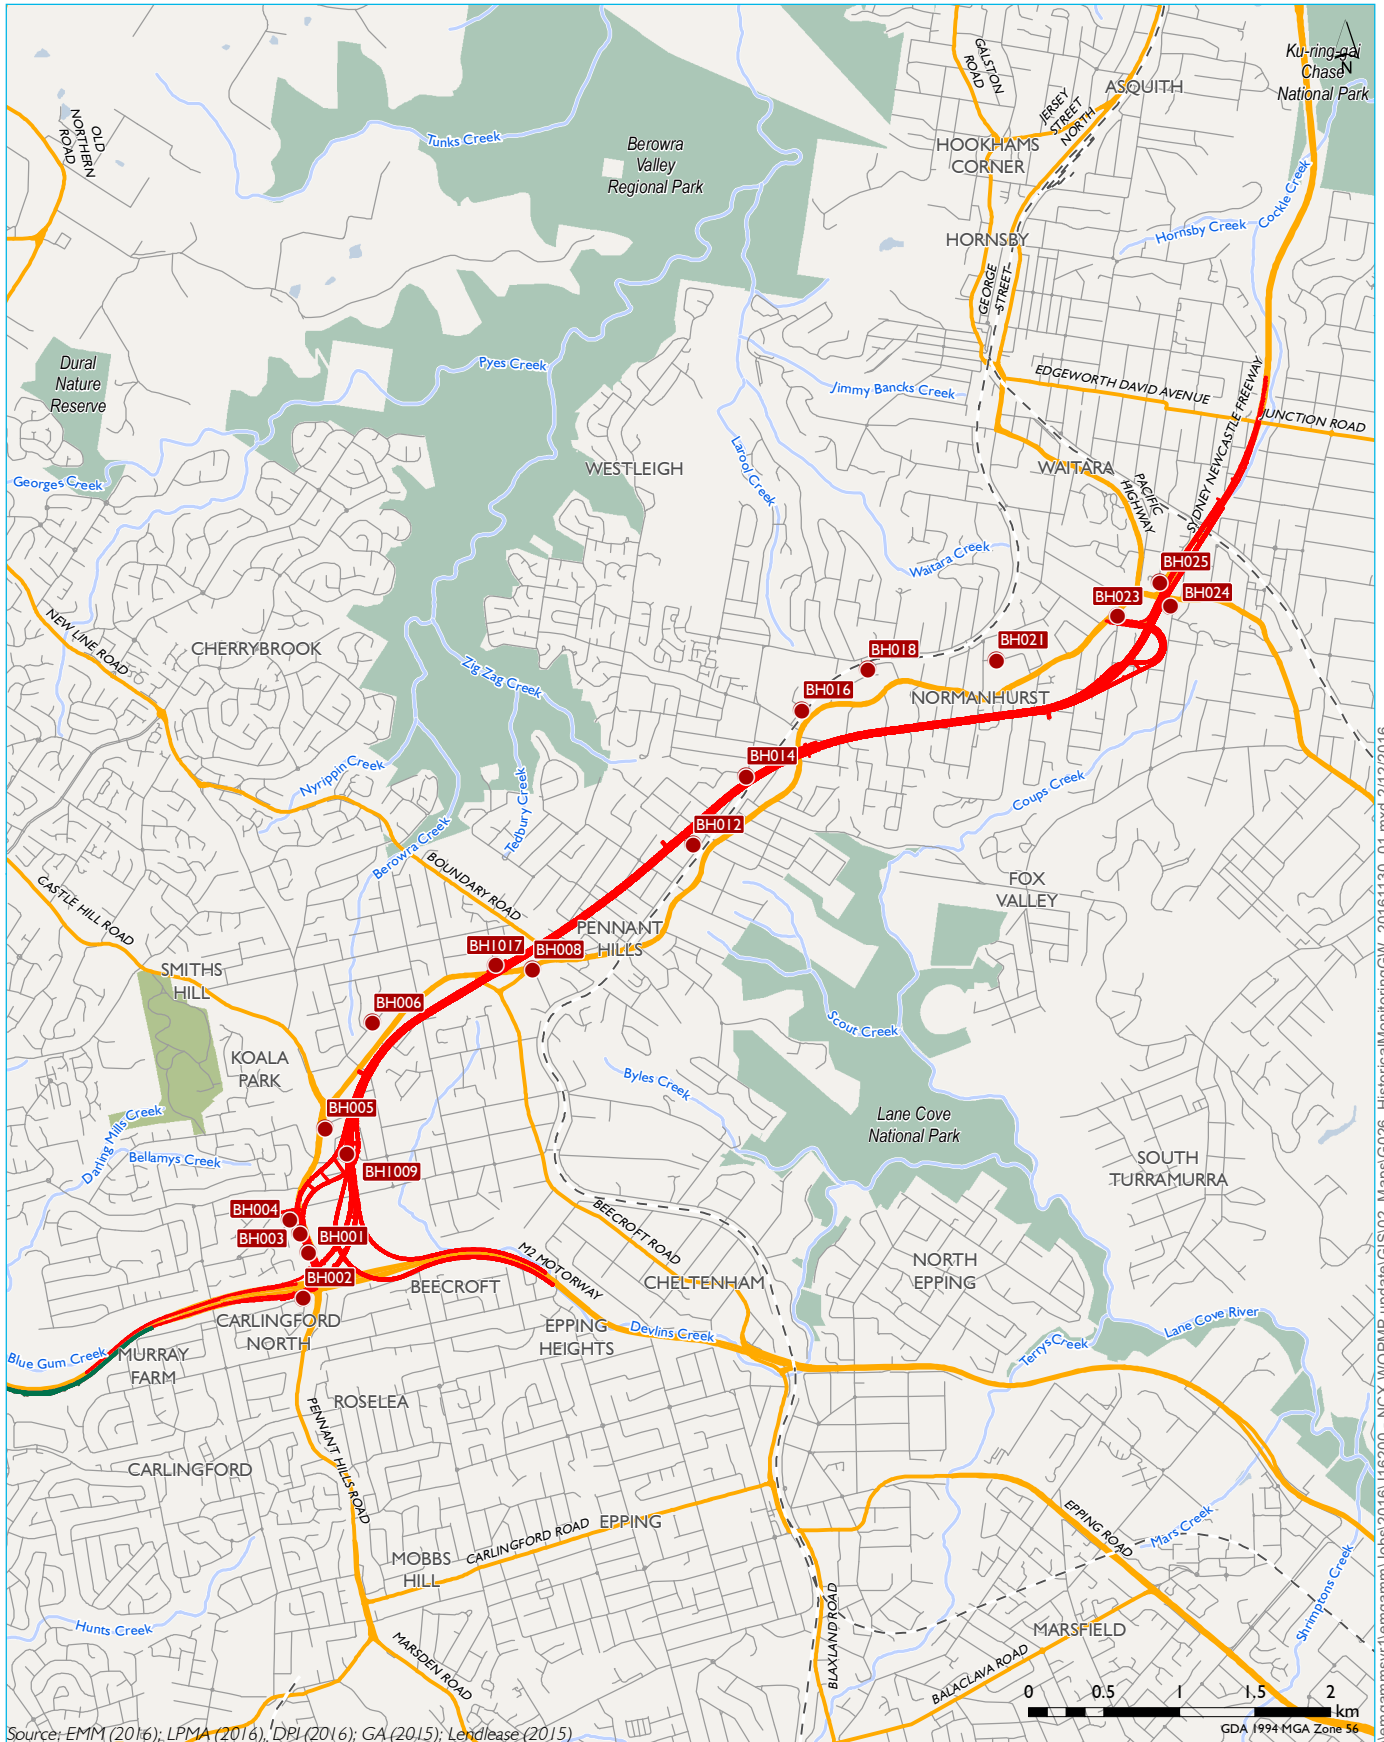 Ku-ring-gai
Chase
National Park
N
GALSTON
ROAD
ASQUITH
JERSEY
STREET
NORTH
OLD
NORTHERN
ROAD
Tunks Creek
Berowra
Valley
Regional Park
HOOKHAMS
CORNER
Cockle Creek
Hornsby Creek
HORNSBY
GEORGE
STREET
Dural
Nature
Reserve
Pyes Creek
Jimmy Bancks Creek
EDGEWORTH DAVID AVENUE
JUNCTION ROAD
SYDNEY NEWCASTLE FREEWAY
Georges Creek
WESTLEIGH
Larool Creek
WAITARA
PACIFIC
HIGHWAY
Waitara Creek
BH025
BH024
BH023
NEW LINE ROAD
CHERRYBROOK
Zig Zag Creek
BH021
BH018
BH016
NORMANHURST
BH014
Nyrippin Creek
Tedbury Creek
Coups Creek
BH012
Berowra Creek
BOUNDARY ROAD
CASTLE HILL ROAD
FOX
VALLEY
PENNANT
HILLS
BH1017
BH008
SMITHS
HILL
BH006
Scout Creek
KOALA
PARK
Byles Creek
Lane Cove
National Park
BH005
Darling Mills Creek
Bellamys Creek
BH1009
SOUTH
TURRAMURRA
BH004
BH003
BH001
BEECROFT ROAD
M2 MOTORWAY
NORTH
EPPING
BH002
BEECROFT
CHELTENHAM
CARLINGFORD
NORTH
EPPING
HEIGHTS
Devlins Creek
Lane Cove River
Terrys Creek
Blue Gum Creek
MURRAY
FARM
ROSELEA
PENNANT HILLS ROAD
CARLINGFORD
EPPING
CARLINGFORD ROAD
EPPING ROAD
Mars Creek
MOBBS
HILL
Shrimptons Creek
Hunts Creek
MARSDEN ROAD
BLAXLAND ROAD
MARSFIELD
BALACLAVA ROAD
0 0.5 1 1.5 2
km
GDA 1994 MGA Zone 56
Source: EMM (2016); LPMA (2016), DPI (2016); GA (2015); Lendlease (2015)